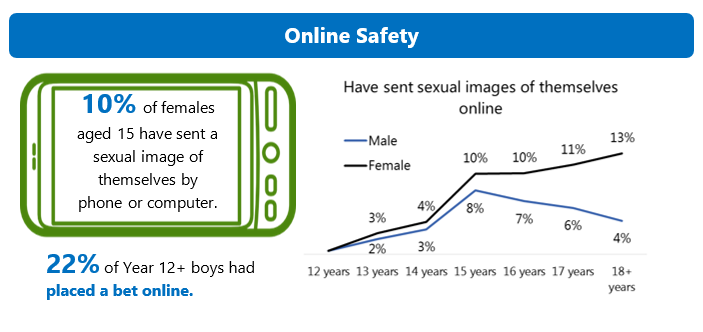 Online Safety
10% of females
aged 15 have sent a
sexual image of
themselves by
phone or computer.
22% of Year 12+ boys had
placed a bet online.
Have sent sexual images of themselves
online
Male
Female
3%
4%
10%
10%
11%
13%
2%
3%
8%
7%
6%
4%
12 years 13 years 14 years 15 years 16 years 17 years 18+
years